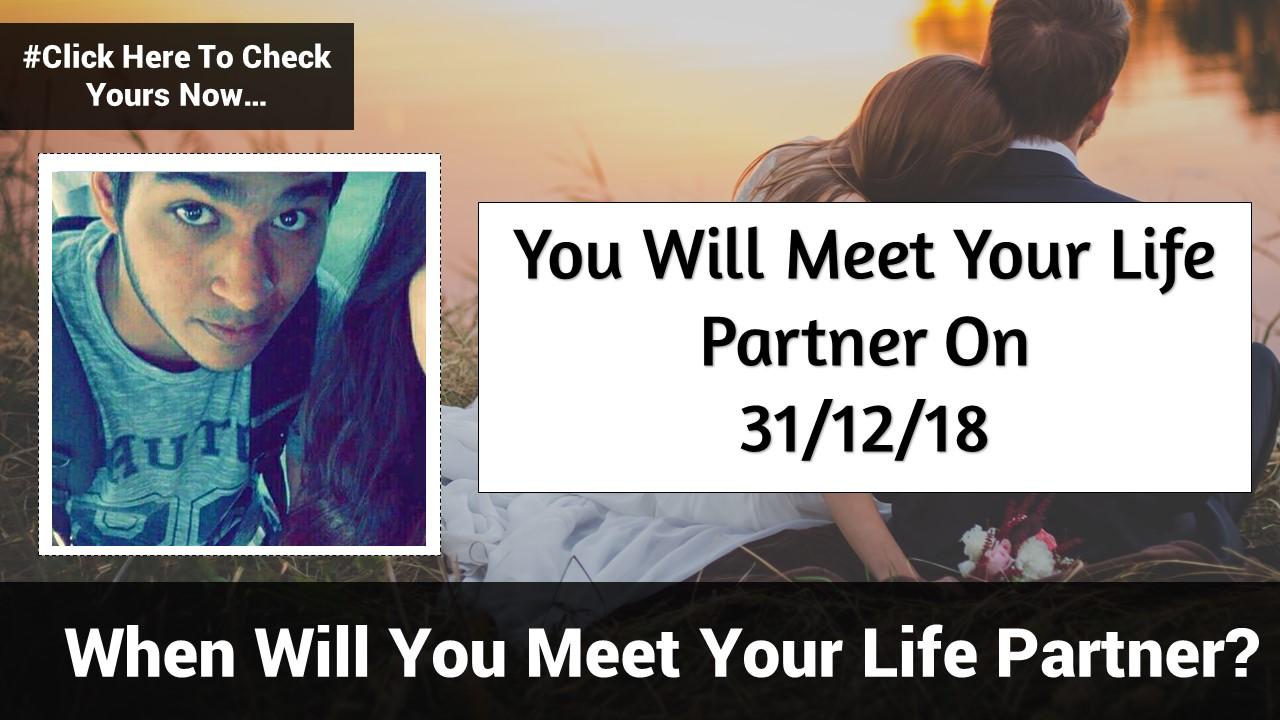 #Click Here To Check
Yours Now...
You Will Meet Your Life
Partner On
31/12/18
When Will You Meet Your Life Partner?